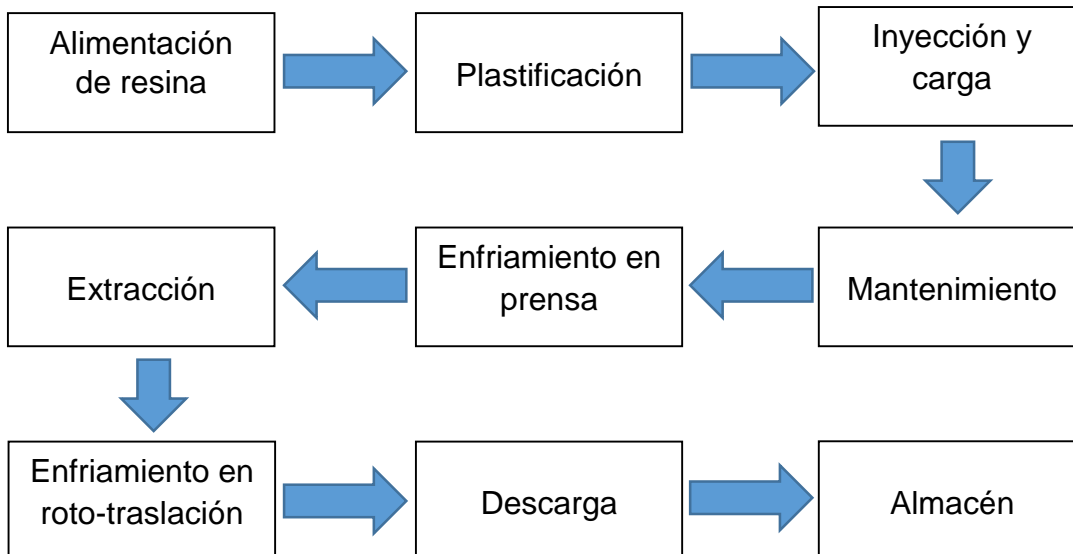 Alimentación
de resina
Plastificación
Inyección y
carga
Extracción
Enfriamiento en
prensa
Mantenimiento
Enfriamiento en
roto-traslación
Descarga
Almacén